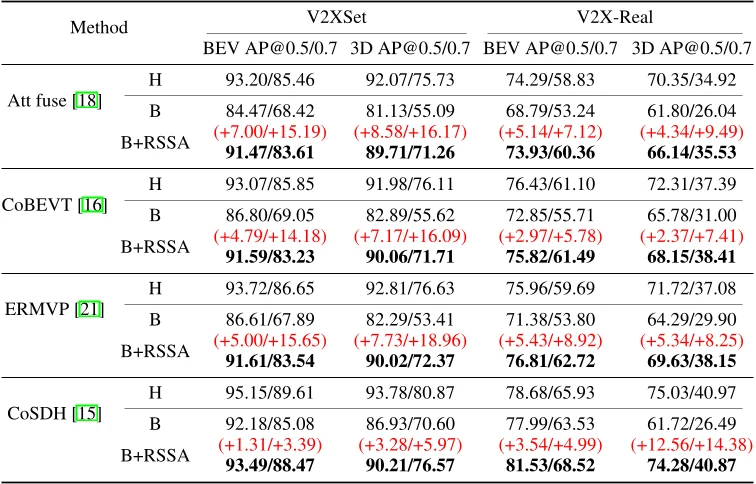 Method V2XSet V2X-Real
BEV AP@0.5/0.7 3D AP@0.5/0.7 BEV AP@0.5/0.7 3D AP@0.5/0.7
Att fuse [18]
H 93.20/85.46 92.07/75.73 74.29/58.83 70.35/34.92
B 84.47/68.42 81.13/55.09 68.79/53.24 61.80/26.04
(+7.00/+15.19) (+8.58/+16.17) (+5.14/+7.12) (+4.34/+9.49)
B+RSSA 91.47/83.61 89.71/71.26 73.93/60.36 66.14/35.53
CoBEVT [16]
H 93.07/85.85 91.98/76.11 76.43/61.10 72.31/37.39
B 86.80/69.05 82.89/55.62 72.85/55.71 65.78/31.00
(+4.79/+14.18) (+7.17/+16.09) (+2.97/+5.78) (+2.37/+7.41)
B+RSSA 91.59/83.23 90.06/71.71 75.82/61.49 68.15/38.41
ERMVP [21]
H 93.72/86.65 92.81/76.63 75.96/59.69 71.72/37.08
B 86.61/67.89 82.29/53.41 71.38/53.80 64.29/29.90
(+5.00/+15.65) (+7.73/+18.96) (+5.43/+8.92) (+5.34/+8.25)
B+RSSA 91.61/83.54 90.02/72.37 76.81/62.72 69.63/38.15
CoSDH [15]
H 95.15/89.61 93.78/80.87 78.68/65.93 75.03/40.97
B 92.18/85.08 86.93/70.60 77.99/63.53 61.72/26.49
(+1.31/+3.39) (+3.28/+5.97) (+3.54/+4.99) (+12.56/+14.38)
B+RSSA 93.49/88.47 90.21/76.57 81.53/68.52 74.28/40.87